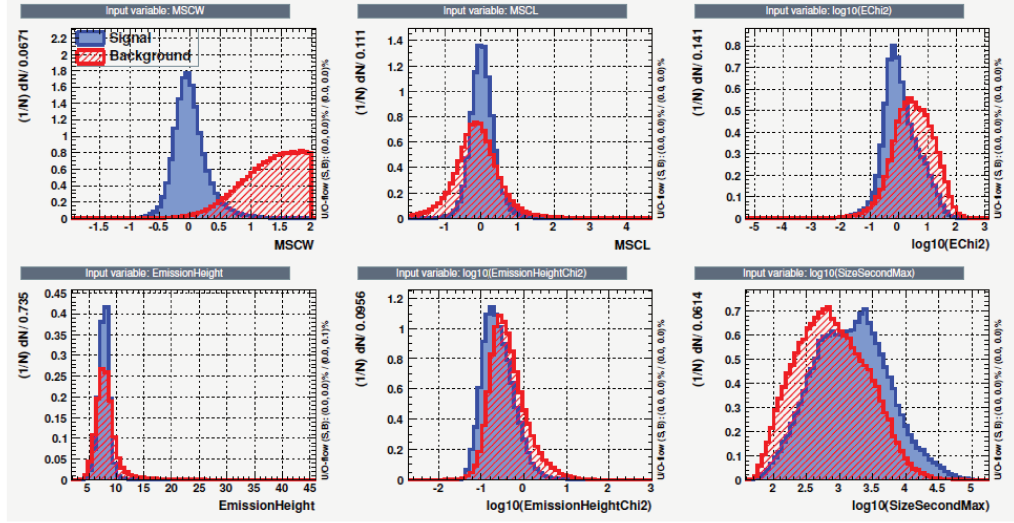 Input variable: MSCW
(1/N) dN/ 0.0671
2.2
2
1.8
1.6
1.4
1.2
1
0.8
0.6
0.4
0.2
0
Signal
Background
-1.5 -1 -0.5 0 0.5 1 1.5 2
MSCW
U/O-flow (S,B): (0.0, 0.0)% / (0.0, 0.0)%
Input variable: MSCL
(1/N) dN/ 0.111
1.4
1.2
1
0.8
0.6
0.4
0.2
0
-1 0 1 2 3 4
MSCL
U/O-flow (S,B): (0.0, 0.0)% / (0.0, 0.0)%
Input variable: log10(EChi2)
(1/N) dN/ 0.141
0.8
0.7
0.6
0.5
0.4
0.3
0.2
0.1
0
-5 -4 -3 -2 -1 0 1 2 3
log10(EChi2)
U/O-flow (S,B): (0.0, 0.0)% / (0.0, 0.0)%
Input variable: EmissionHeight
(1/N) dN/ 0.735
0.45
0.4
0.35
0.3
0.25
0.2
0.15
0.1
0.05
0
5 10 15 20 25 30 35 40 45
EmissionHeight
U/O-flow (S,B): (0.0, 0.0)% / (0.0, 0.1)%
Input variable: log10(EmissionHeightChi2)
(1/N) dN/ 0.0956
1.2
1
0.8
0.6
0.4
0.2
0
-2 -1 0 1 2 3
log10(EmissionHeightChi2)
U/O-flow (S,B): (0.0, 0.0)% / (0.0, 0.0)%
Input variable: log10(SizeSecondMax)
(1/N) dN/ 0.0614
0.7
0.6
0.5
0.4
0.3
0.2
0.1
0
2 2.5 3 3.5 4 4.5 5
log10(SizeSecondMax)
U/O-flow (S,B): (0.0, 0.0)% / (0.0, 0.0)%